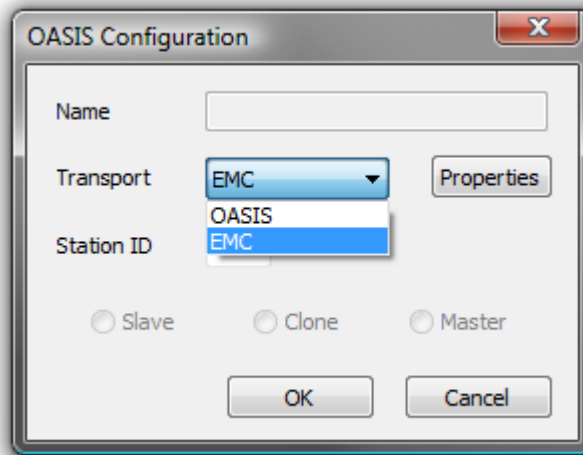 OASIS Configuration
Name
Transport EMC Properties
OASIS
Station ID EMC
Slave Clone Master
OK Cancel